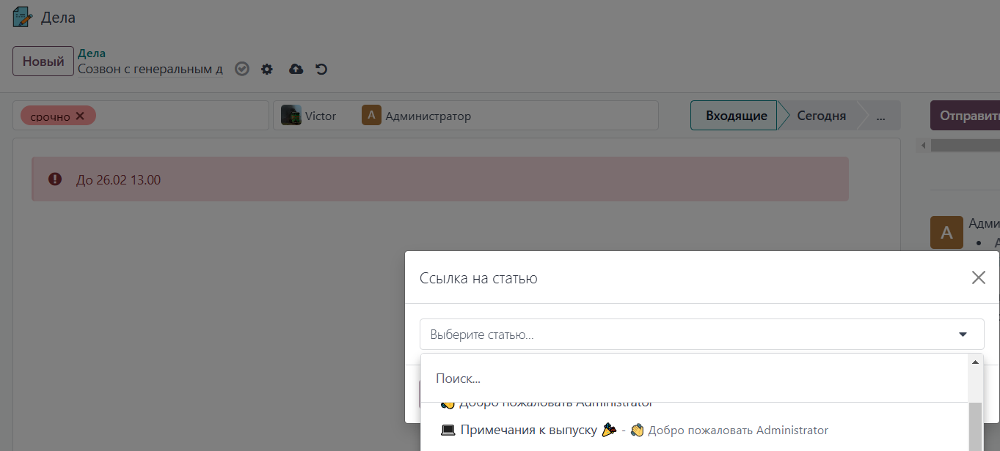 Дела
Новый
Дела
Созвон с генеральным д
срочно
Victor
A Администратор
Входящие
Сегодня
...
Отправит
До 26.02 13.00
A
Адми
Ссылка на статью
Выберите статью...
Поиск...
Добро пожаловать Administrator
Примечания к выпуску - Добро пожаловать Administrator